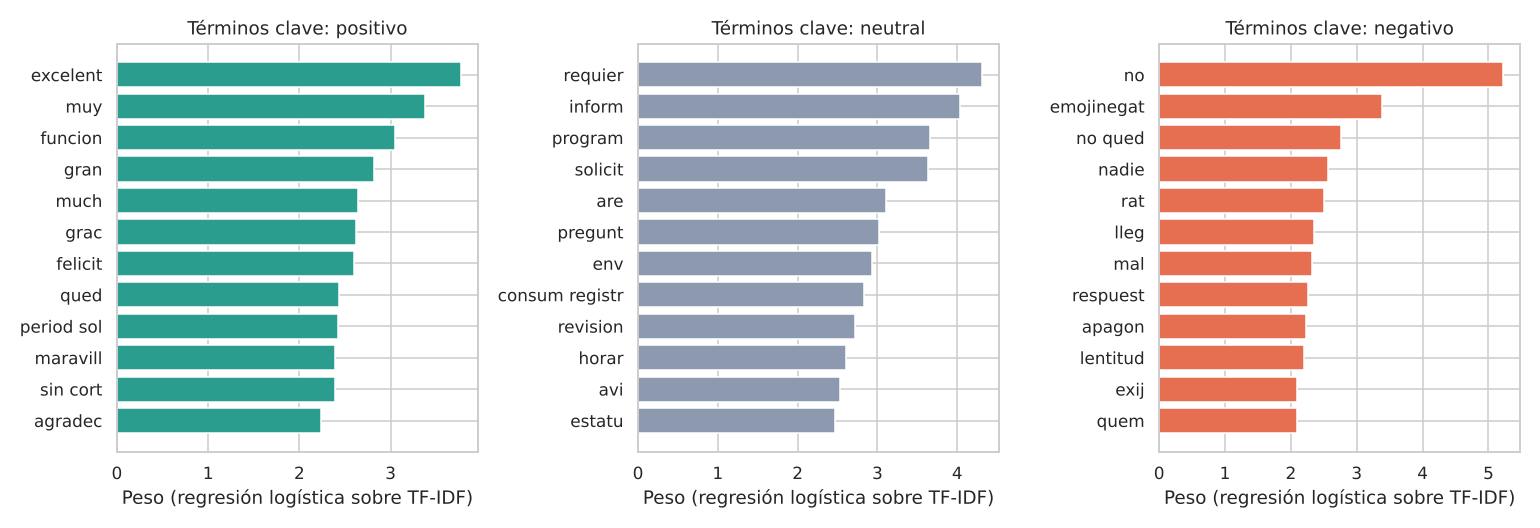 Términos clave: positivo
excelent
muy
funcion
gran
much
grac
felicit
qued
period sol
maravill
sin cort
agradec
0 1 2 3
Peso (regresión logística sobre TF-IDF)
Términos clave: neutral
requier
inform
program
solicit
are
pregunt
env
consum registr
revision
horar
avi
estatu
0 1 2 3 4
Peso (regresión logística sobre TF-IDF)
Términos clave: negativo
no
emojinegat
no qued
nadie
rat
lleg
mal
respuest
apagon
lentitud
exij
quem
0 1 2 3 4 5
Peso (regresión logística sobre TF-IDF)